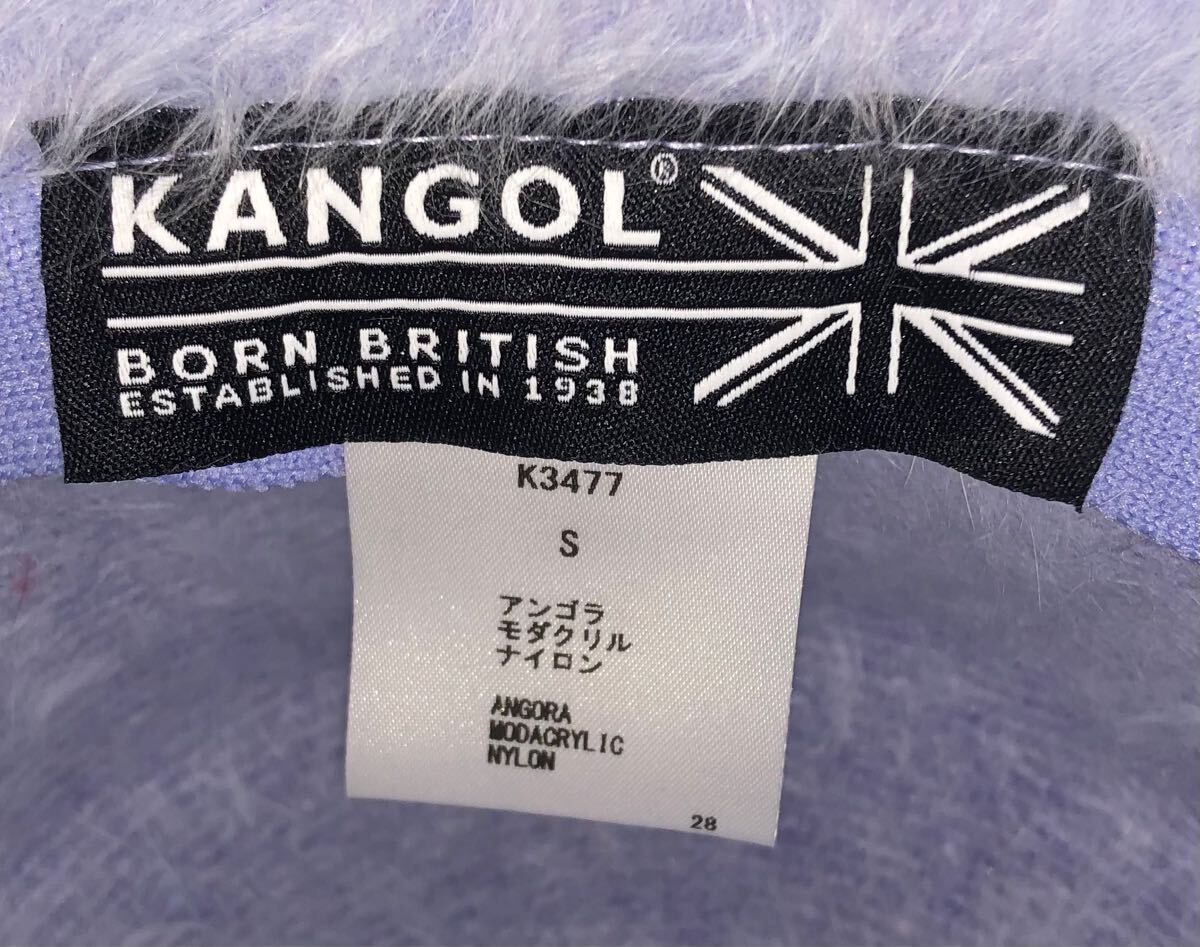 KANGOL®
BORN BRITISH
ESTABLISHED IN 1938
K3477
S
アンゴラ
モダクリル
ナイロン
ANGORA
MODACRYLIC
NYLON
28